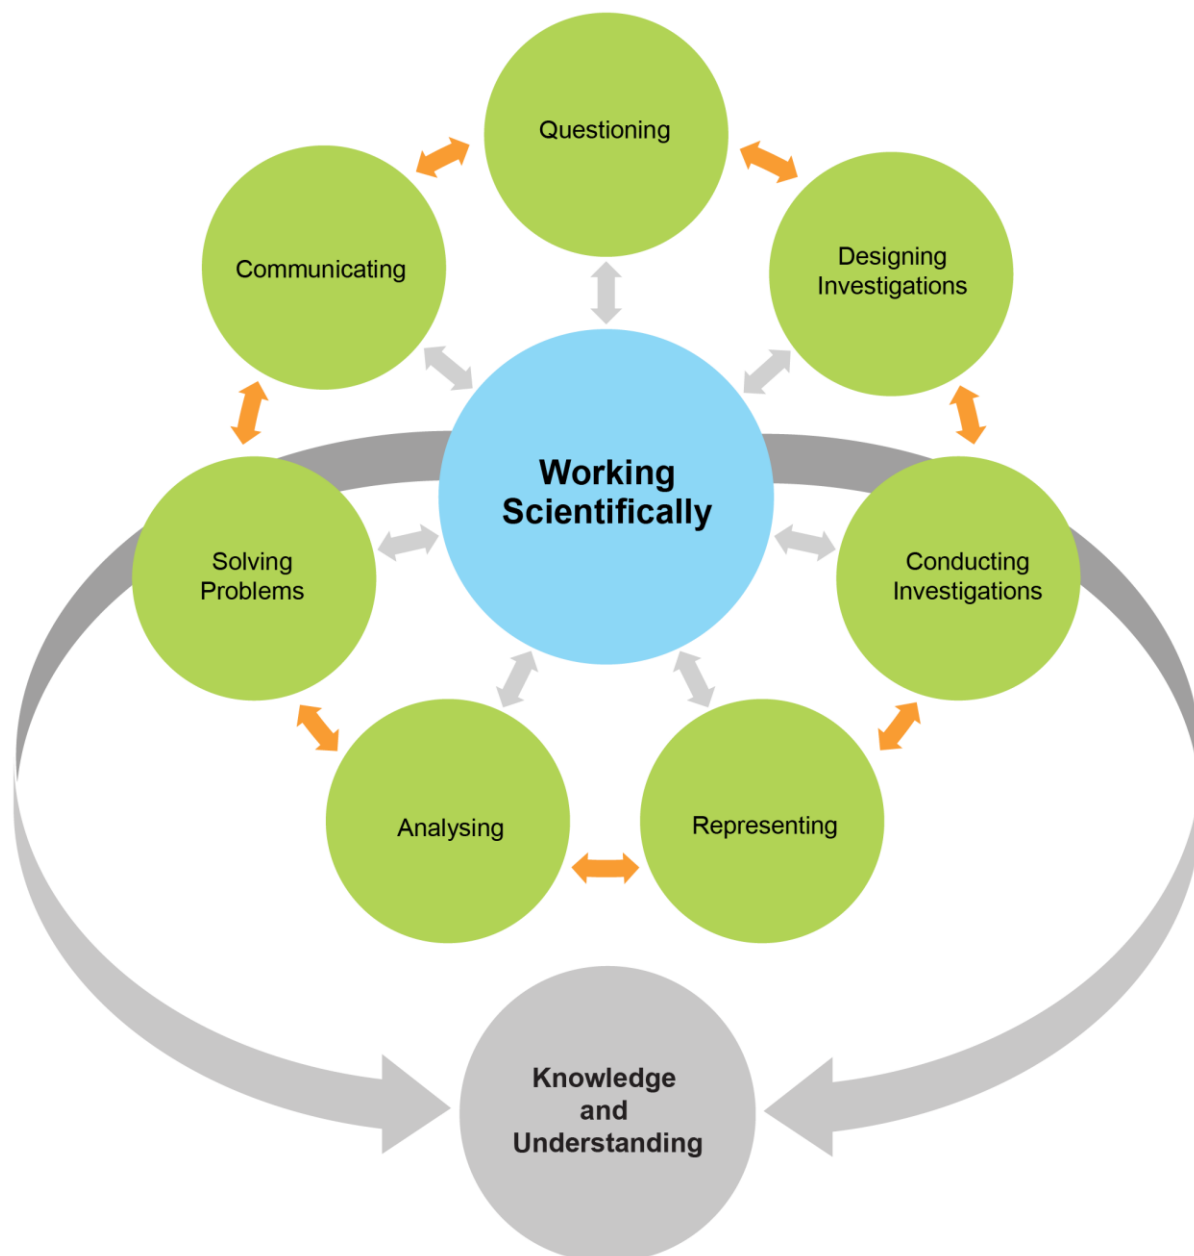 Questioning
Designing
Investigations
Communicating
Working
Scientifically
Solving
Problems
Conducting
Investigations
Analysing
Representing
Knowledge
and
Understanding